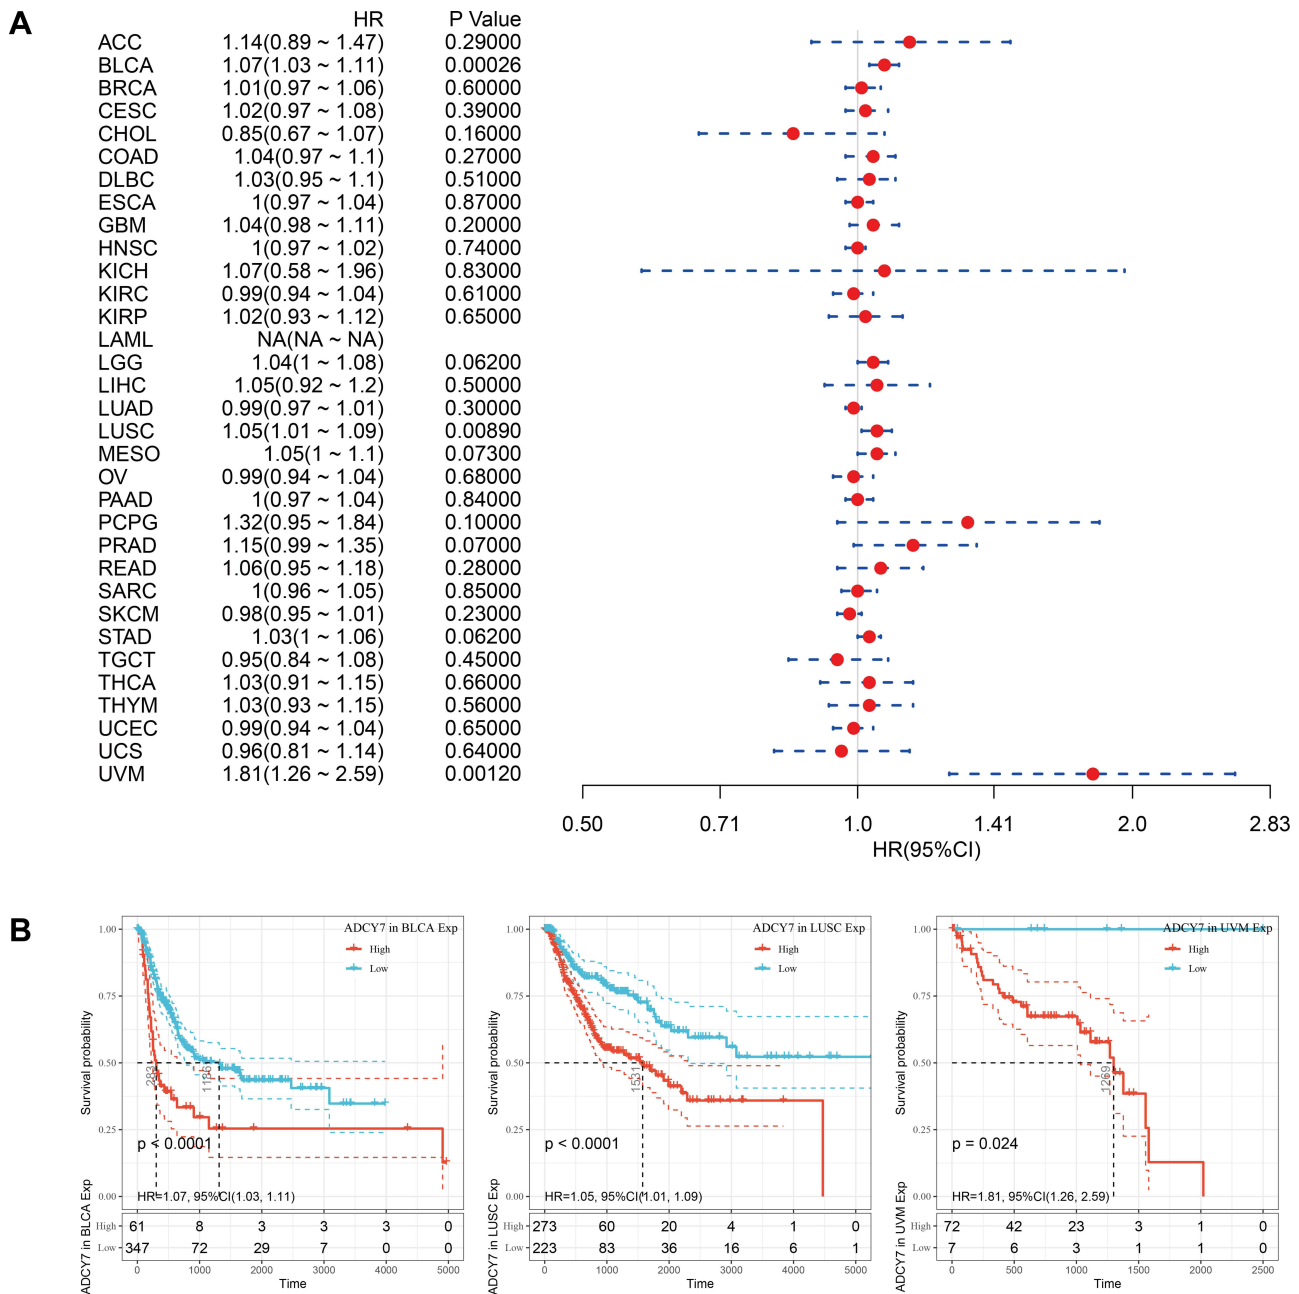 A
HR P Value
ACC 1.14(0.89 ~ 1.47) 0.29000
BLCA 1.07(1.03 ~ 1.11) 0.00026
BRCA 1.01(0.97 ~ 1.06) 0.60000
CESC 1.02(0.97 ~ 1.08) 0.39000
CHOL 0.85(0.67 ~ 1.07) 0.16000
COAD 1.04(0.97 ~ 1.1) 0.27000
DLBC 1.03(0.95 ~ 1.1) 0.51000
ESCA 1(0.97 ~ 1.04) 0.87000
GBM 1.04(0.98 ~ 1.11) 0.20000
HNSC 1(0.97 ~ 1.02) 0.74000
KICH 1.07(0.58 ~ 1.96) 0.83000
KIRC 0.99(0.94 ~ 1.04) 0.61000
KIRP 1.02(0.93 ~ 1.12) 0.65000
LAML NA(NA ~ NA)
LGG 1.04(1 ~ 1.08) 0.06200
LIHC 1.05(0.92 ~ 1.2) 0.50000
LUAD 0.99(0.97 ~ 1.01) 0.30000
LUSC 1.05(1.01 ~ 1.09) 0.00890
MESO 1.05(1 ~ 1.1) 0.07300
OV 0.99(0.94 ~ 1.04) 0.68000
PAAD 1(0.97 ~ 1.04) 0.84000
PCPG 1.32(0.95 ~ 1.84) 0.10000
PRAD 1.15(0.99 ~ 1.35) 0.07000
READ 1.06(0.95 ~ 1.18) 0.28000
SARC 1(0.96 ~ 1.05) 0.85000
SKCM 0.98(0.95 ~ 1.01) 0.23000
STAD 1.03(1 ~ 1.06) 0.06200
TGCT 0.95(0.84 ~ 1.08) 0.45000
THCA 1.03(0.91 ~ 1.15) 0.66000
THYM 1.03(0.93 ~ 1.15) 0.56000
UCEC 0.99(0.94 ~ 1.04) 0.65000
UCS 0.96(0.81 ~ 1.14) 0.64000
UVM 1.81(1.26 ~ 2.59) 0.00120
0.50 0.71 1.0 1.41 2.0 2.83
HR(95%CI)
B
ADCY7 in BLCA Exp
High
Low
Survival probability
1.00
0.75
0.50
0.25
0.00
p < 0.0001
HR=1.07, 95%CI(1.03, 1.11)
ADCY7 in BLCA Exp
High 61 8 3 3 3 0
Low 347 72 29 7 0 0
0 1000 2000 3000 4000 5000
Time
ADCY7 in LUSC Exp
High
Low
Survival probability
1.00
0.75
0.50
0.25
0.00
1531
p < 0.0001
HR=1.05, 95%CI(1.01, 1.09)
ADCY7 in LUSC Exp
High 273 60 20 4 1 0
Low 223 83 36 16 6 1
0 1000 2000 3000 4000 5000
Time
ADCY7 in UVM Exp
High
Low
Survival probability
1.00
0.75
0.50
0.25
0.00
p = 0.024
HR=1.81, 95%CI(1.26, 2.59)
ADCY7 in UVM Exp
High 72 42 23 3 1 0
Low 7 6 3 1 1 0
0 500 1000 1500 2000 2500
Time